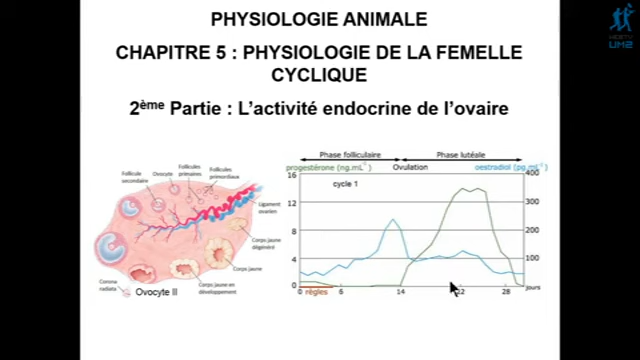 PHYSIOLOGIE ANIMALE
CHAPITRE 5 : PHYSIOLOGIE DE LA FEMELLE
CYCLIQUE
2ème Partie : L'activité endocrine de l'ovaire
Follicule
secondaire
Ovocyte
Follicules
primaires
Follicules
primordiaux
Ligament
ovarien
Corps jaune
dégénéré
Corps jaune
Corps jaune en
développement
Corona
radiata
Ovocyte II
Phase folliculaire
Phase lutéale
progestérone (ng.mL⁻¹)
Ovulation
oestradiol (pg.mL⁻¹)
cycle 1
16
12
8
4
0
400
300
200
100
0
0
règles
6
14
22
28
jours
UM2